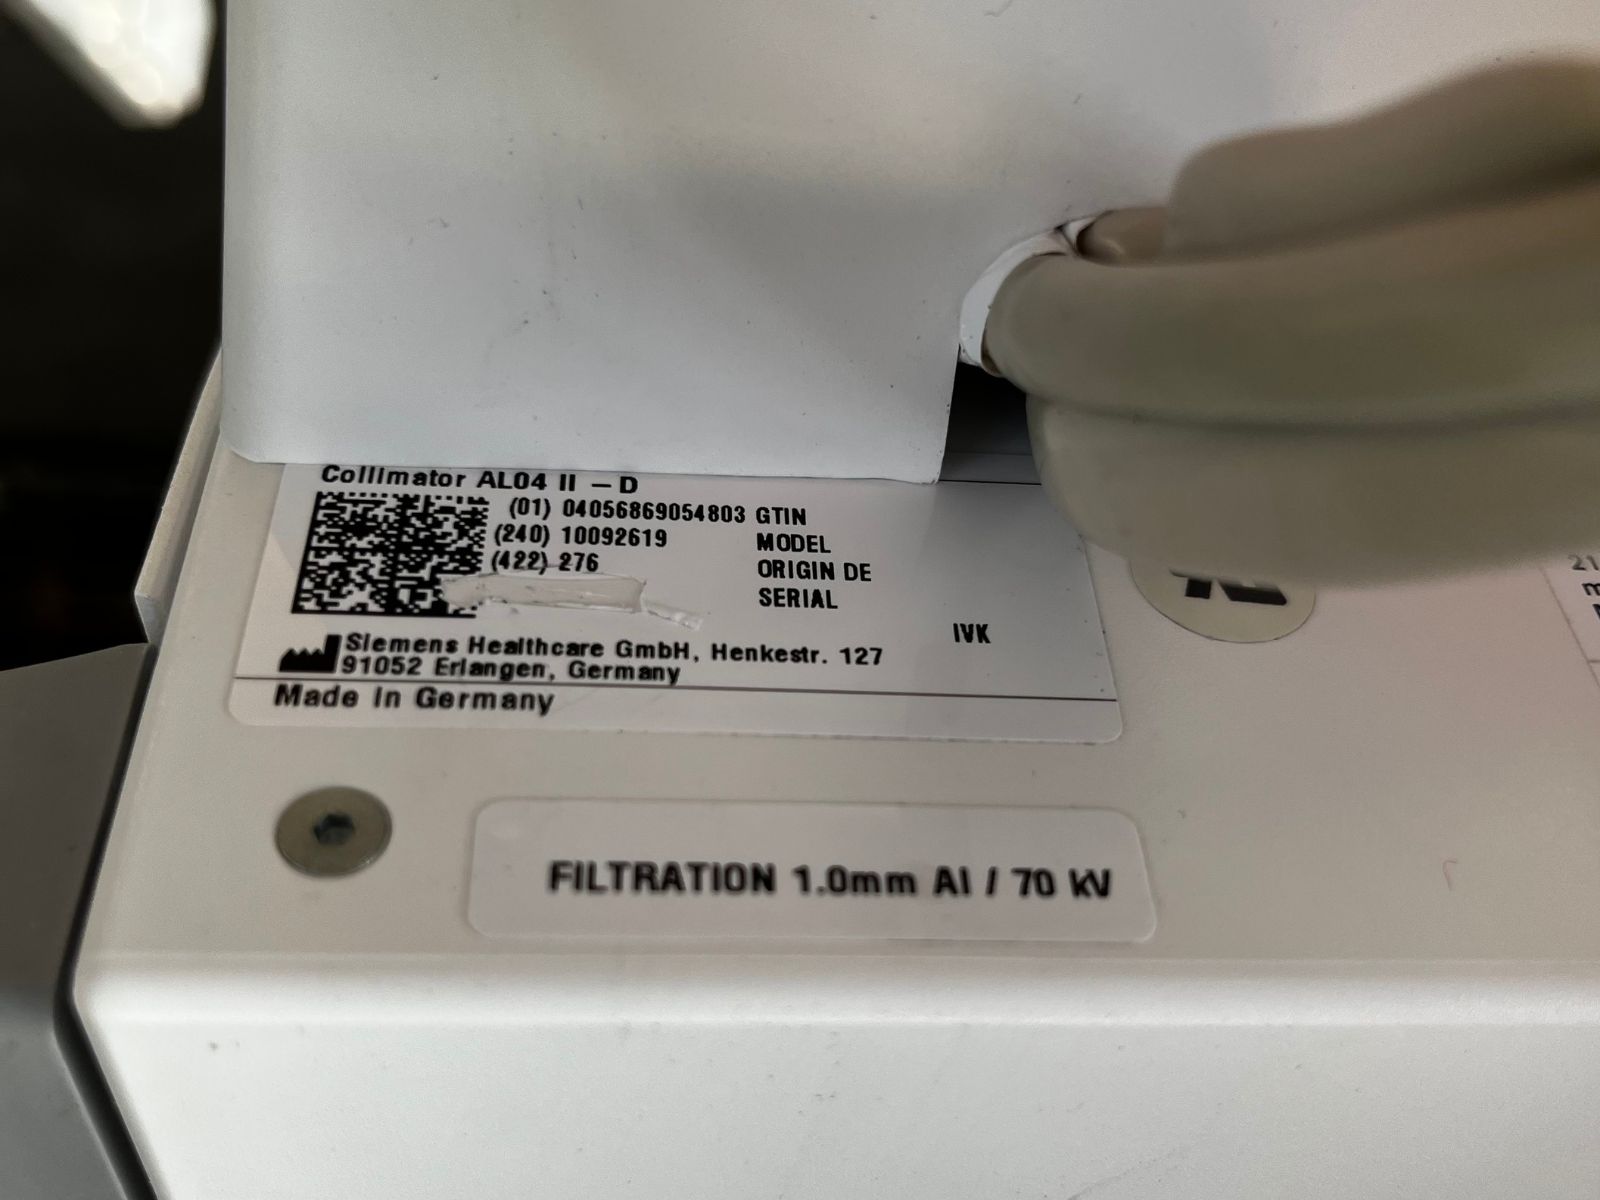 Collimator AL04 II – D
(01) 04056869054803 GTIN
(240) 10092619 MODEL
(422) 276 ORIGIN DE
SERIAL
IVK
Siemens Healthcare GmbH, Henkestr. 127
91052 Erlangen, Germany
Made in Germany
FILTRATION 1.0mm Al / 70 kV
21